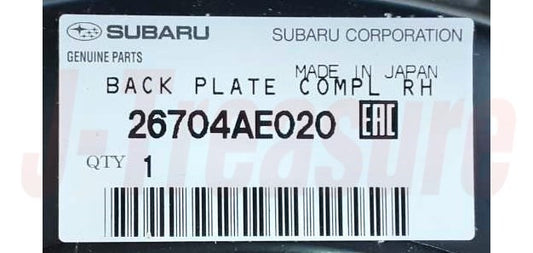 SUBARU SUBARU CORPORATION
GENUINE PARTS
MADE IN JAPAN
BACK PLATE COMPL RH
26704AE020 EAC
QTY 1
J-Treasure